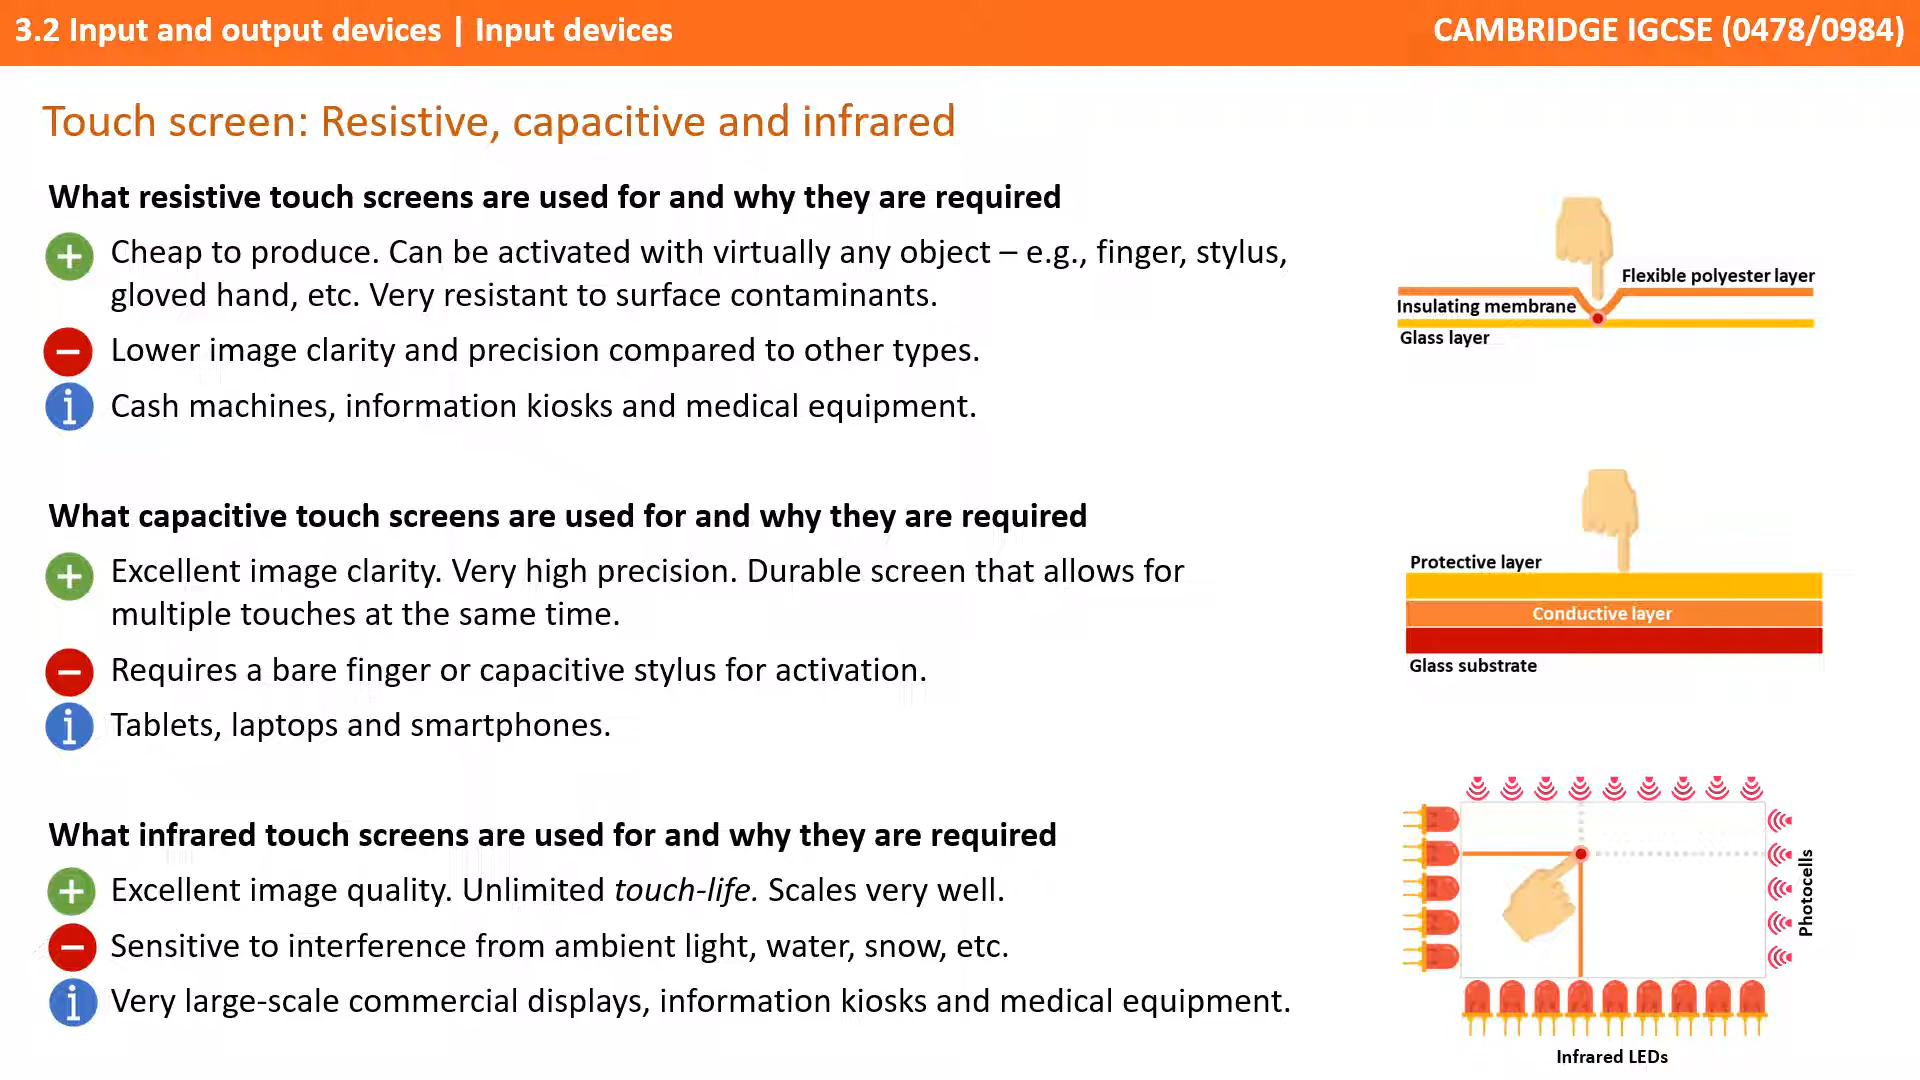 3.2 Input and output devices | Input devices
CAMBRIDGE IGCSE (0478/0984)
Touch screen: Resistive, capacitive and infrared
What resistive touch screens are used for and why they are required
Cheap to produce. Can be activated with virtually any object – e.g., finger, stylus,
gloved hand, etc. Very resistant to surface contaminants.
Lower image clarity and precision compared to other types.
Cash machines, information kiosks and medical equipment.
Flexible polyester layer
Insulating membrane
Glass layer
What capacitive touch screens are used for and why they are required
Excellent image clarity. Very high precision. Durable screen that allows for
multiple touches at the same time.
Requires a bare finger or capacitive stylus for activation.
Tablets, laptops and smartphones.
Protective layer
Conductive layer
Glass substrate
What infrared touch screens are used for and why they are required
Excellent image quality. Unlimited touch-life. Scales very well.
Sensitive to interference from ambient light, water, snow, etc.
Very large-scale commercial displays, information kiosks and medical equipment.
Photocells
Infrared LEDs